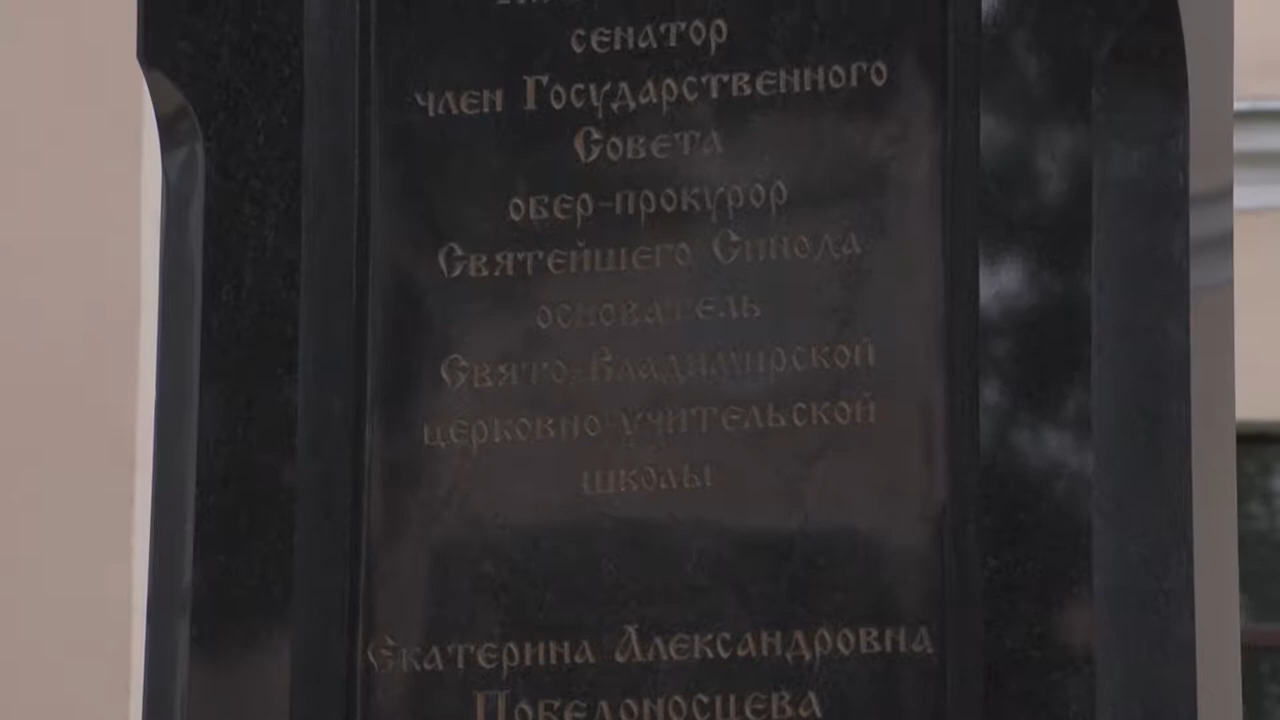 сенатор
член Государственного
Совета
обер-прокурор
Святейшего Синода
основатель
Свято-Владимирской
церковно-учительской
школы
Екатерина Александровна
Победоносцева